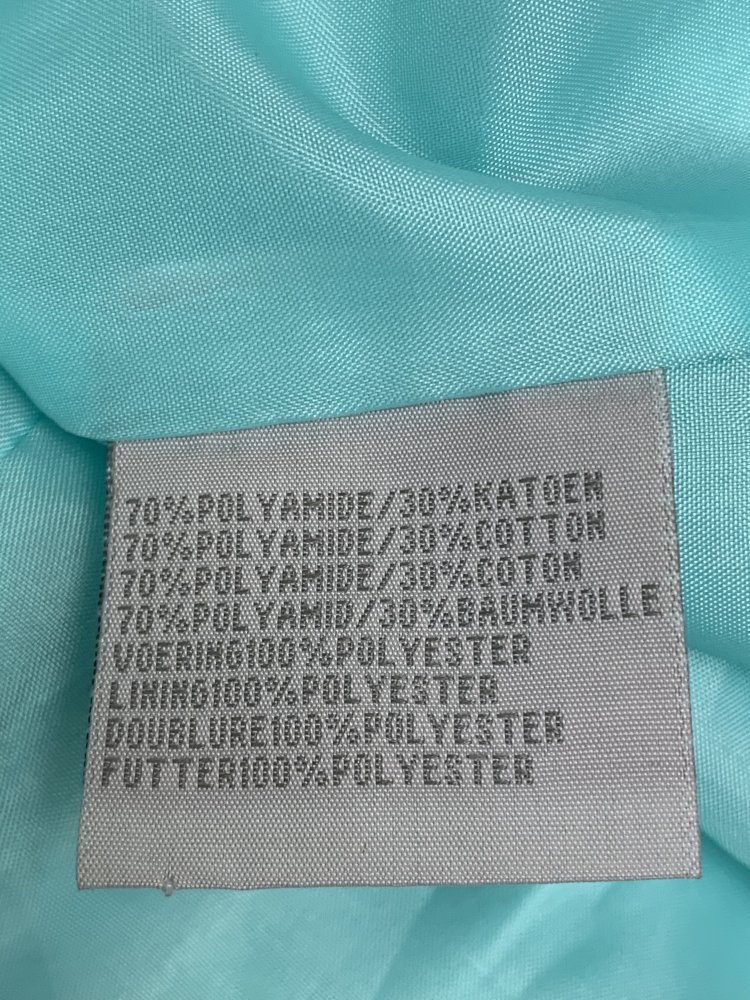 70%POLYAMIDE/30%KATOEN
70%POLYAMIDE/30%COTTON
70%POLYAMIDE/30%COTON
70%POLYAMID/30%BAUMWOLLE
VOERING100%POLYESTER
LINING100%POLYESTER
DOUBLURE100%POLYESTER
FUTTER100%POLYESTER